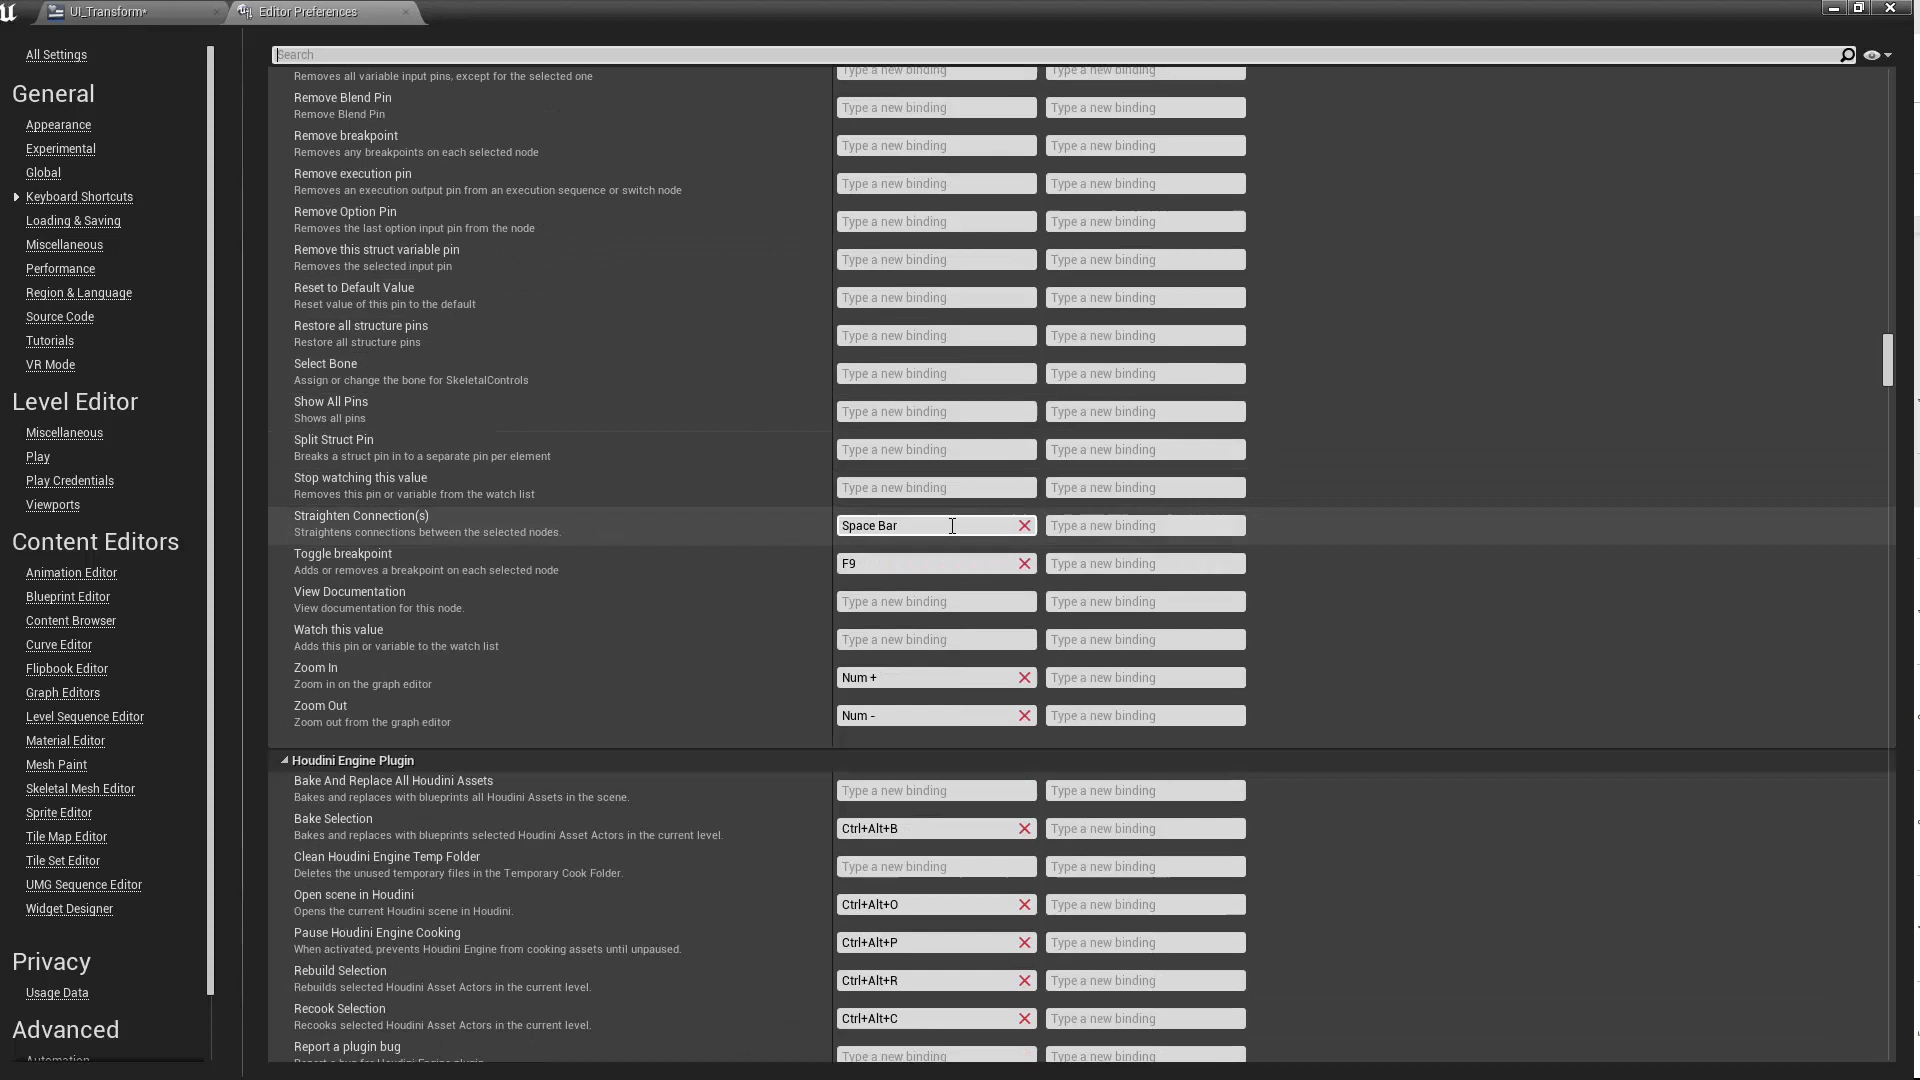 UI_Transform*
Editor Preferences
All Settings
General
Appearance
Experimental
Global
Keyboard Shortcuts
Loading & Saving
Miscellaneous
Performance
Region & Language
Source Code
Tutorials
VR Mode
Level Editor
Miscellaneous
Play
Play Credentials
Viewports
Content Editors
Animation Editor
Blueprint Editor
Content Browser
Curve Editor
Flipbook Editor
Graph Editors
Level Sequence Editor
Material Editor
Mesh Paint
Skeletal Mesh Editor
Sprite Editor
Tile Map Editor
Tile Set Editor
UMG Sequence Editor
Widget Designer
Privacy
Usage Data
Advanced
Automation
Search
Removes all variable input pins, except for the selected one
Type a new binding
Type a new binding
Remove Blend Pin
Remove Blend Pin
Type a new binding
Type a new binding
Remove breakpoint
Removes any breakpoints on each selected node
Type a new binding
Type a new binding
Remove execution pin
Removes an execution output pin from an execution sequence or switch node
Type a new binding
Type a new binding
Remove Option Pin
Removes the last option input pin from the node
Type a new binding
Type a new binding
Remove this struct variable pin
Removes the selected input pin
Type a new binding
Type a new binding
Reset to Default Value
Reset value of this pin to the default
Type a new binding
Type a new binding
Restore all structure pins
Restore all structure pins
Type a new binding
Type a new binding
Select Bone
Assign or change the bone for SkeletalControls
Type a new binding
Type a new binding
Show All Pins
Shows all pins
Type a new binding
Type a new binding
Split Struct Pin
Breaks a struct pin in to a separate pin per element
Type a new binding
Type a new binding
Stop watching this value
Removes this pin or variable from the watch list
Type a new binding
Type a new binding
Straighten Connection(s)
Straightens connections between the selected nodes.
Space Bar
Type a new binding
Toggle breakpoint
Adds or removes a breakpoint on each selected node
F9
Type a new binding
View Documentation
View documentation for this node.
Type a new binding
Type a new binding
Watch this value
Adds this pin or variable to the watch list
Type a new binding
Type a new binding
Zoom In
Zoom in on the graph editor
Num +
Type a new binding
Zoom Out
Zoom out from the graph editor
Num -
Type a new binding
Houdini Engine Plugin
Bake And Replace All Houdini Assets
Bakes and replaces with blueprints all Houdini Assets in the scene.
Type a new binding
Type a new binding
Bake Selection
Bakes and replaces with blueprints selected Houdini Asset Actors in the current level.
Ctrl+Alt+B
Type a new binding
Clean Houdini Engine Temp Folder
Deletes the unused temporary files in the Temporary Cook Folder.
Type a new binding
Type a new binding
Open scene in Houdini
Opens the current Houdini scene in Houdini.
Ctrl+Alt+O
Type a new binding
Pause Houdini Engine Cooking
When activated, prevents Houdini Engine from cooking assets until unpaused.
Ctrl+Alt+P
Type a new binding
Rebuild Selection
Rebuilds selected Houdini Asset Actors in the current level.
Ctrl+Alt+R
Type a new binding
Recook Selection
Recooks selected Houdini Asset Actors in the current level.
Ctrl+Alt+C
Type a new binding
Report a plugin bug
Report a bug for Houdini Engine plugin.
Type a new binding
Type a new binding